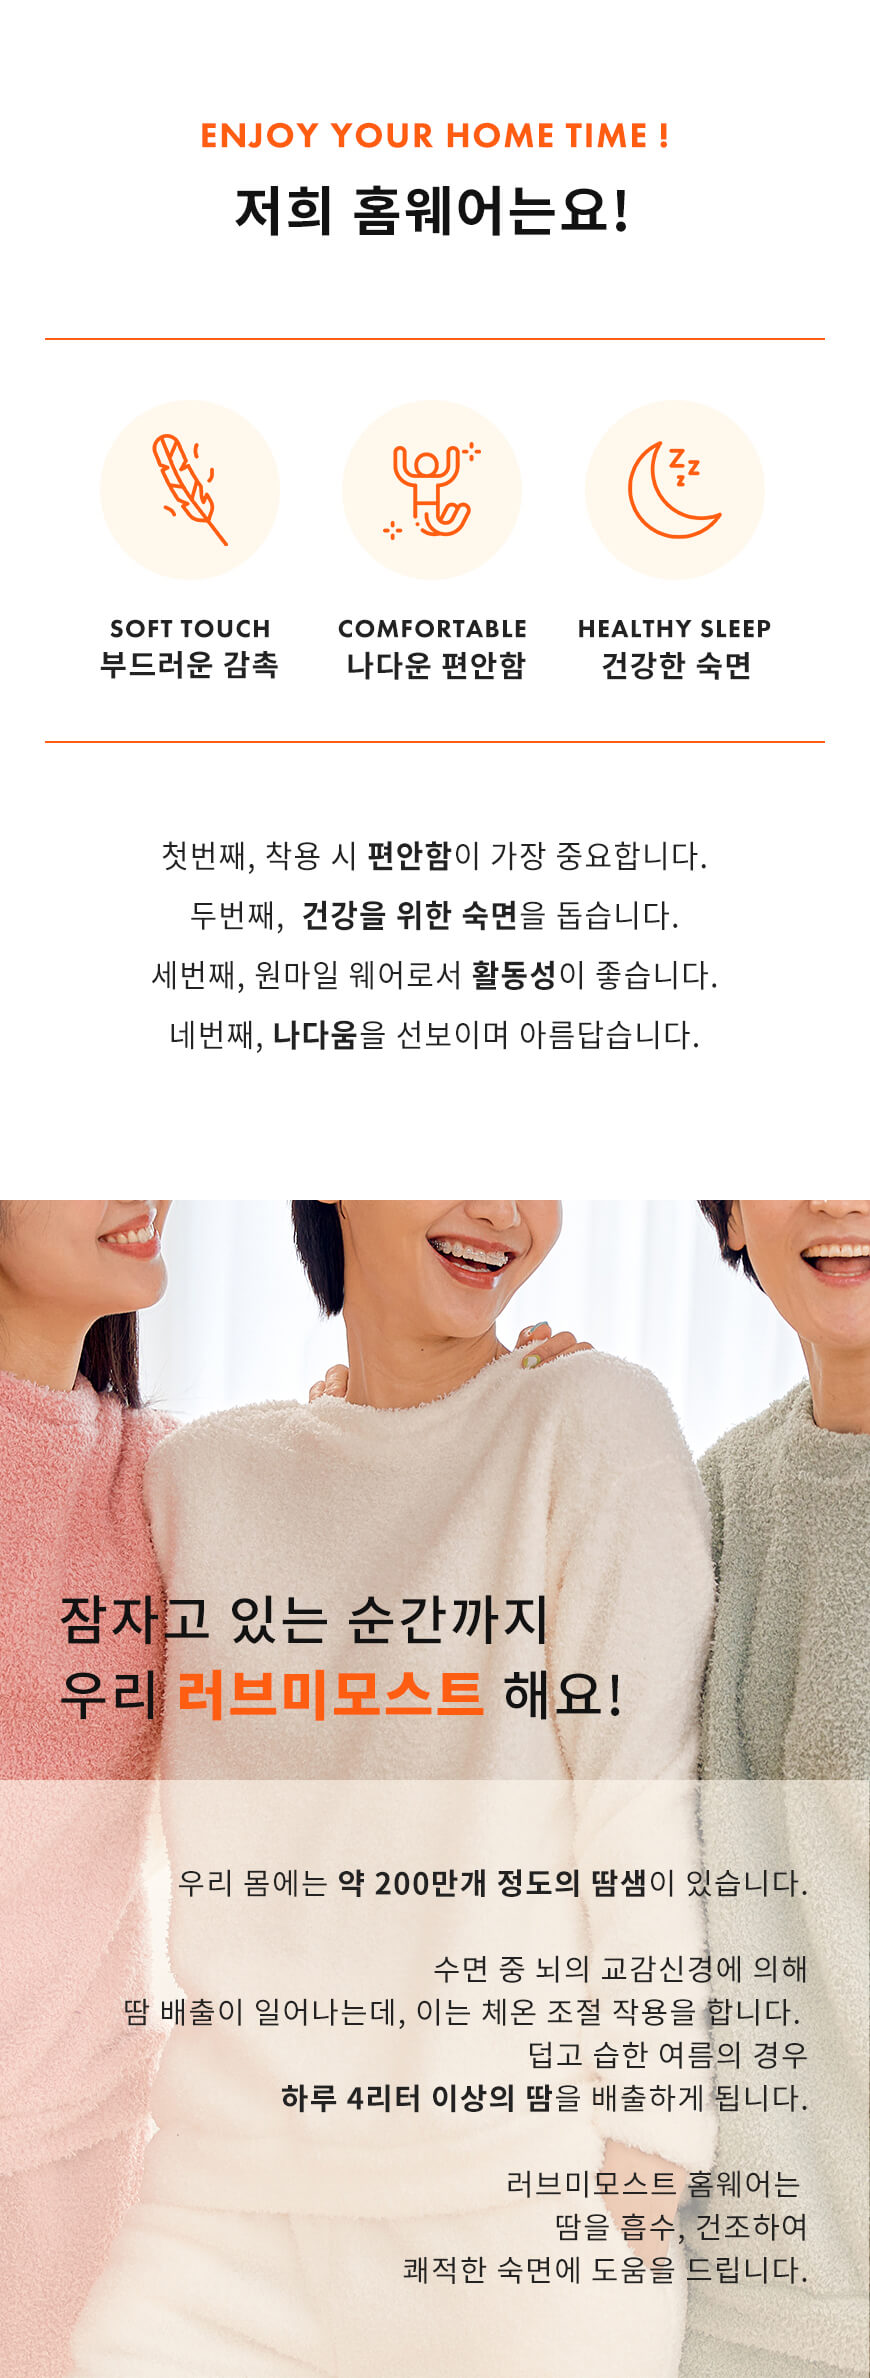 ENJOY YOUR HOME TIME !
저희 홈웨어는요!
z z z
SOFT TOUCH
부드러운 감촉
COMFORTABLE
나다운 편안함
HEALTHY SLEEP
건강한 숙면
첫번째, 착용 시 편안함이 가장 중요합니다.
두번째, 건강을 위한 숙면을 돕습니다.
세번째, 원마일 웨어로서 활동성이 좋습니다.
네번째, 나다움을 선보이며 아름답습니다.
잠자고 있는 순간까지
우리 러브미모스트 해요!
우리 몸에는 약 200만개 정도의 땀샘이 있습니다.
수면 중 뇌의 교감신경에 의해
땀 배출이 일어나는데, 이는 체온 조절 작용을 합니다.
덥고 습한 여름의 경우
하루 4리터 이상의 땀을 배출하게 됩니다.
러브미모스트 홈웨어는
땀을 흡수, 건조하여
쾌적한 숙면에 도움을 드립니다.